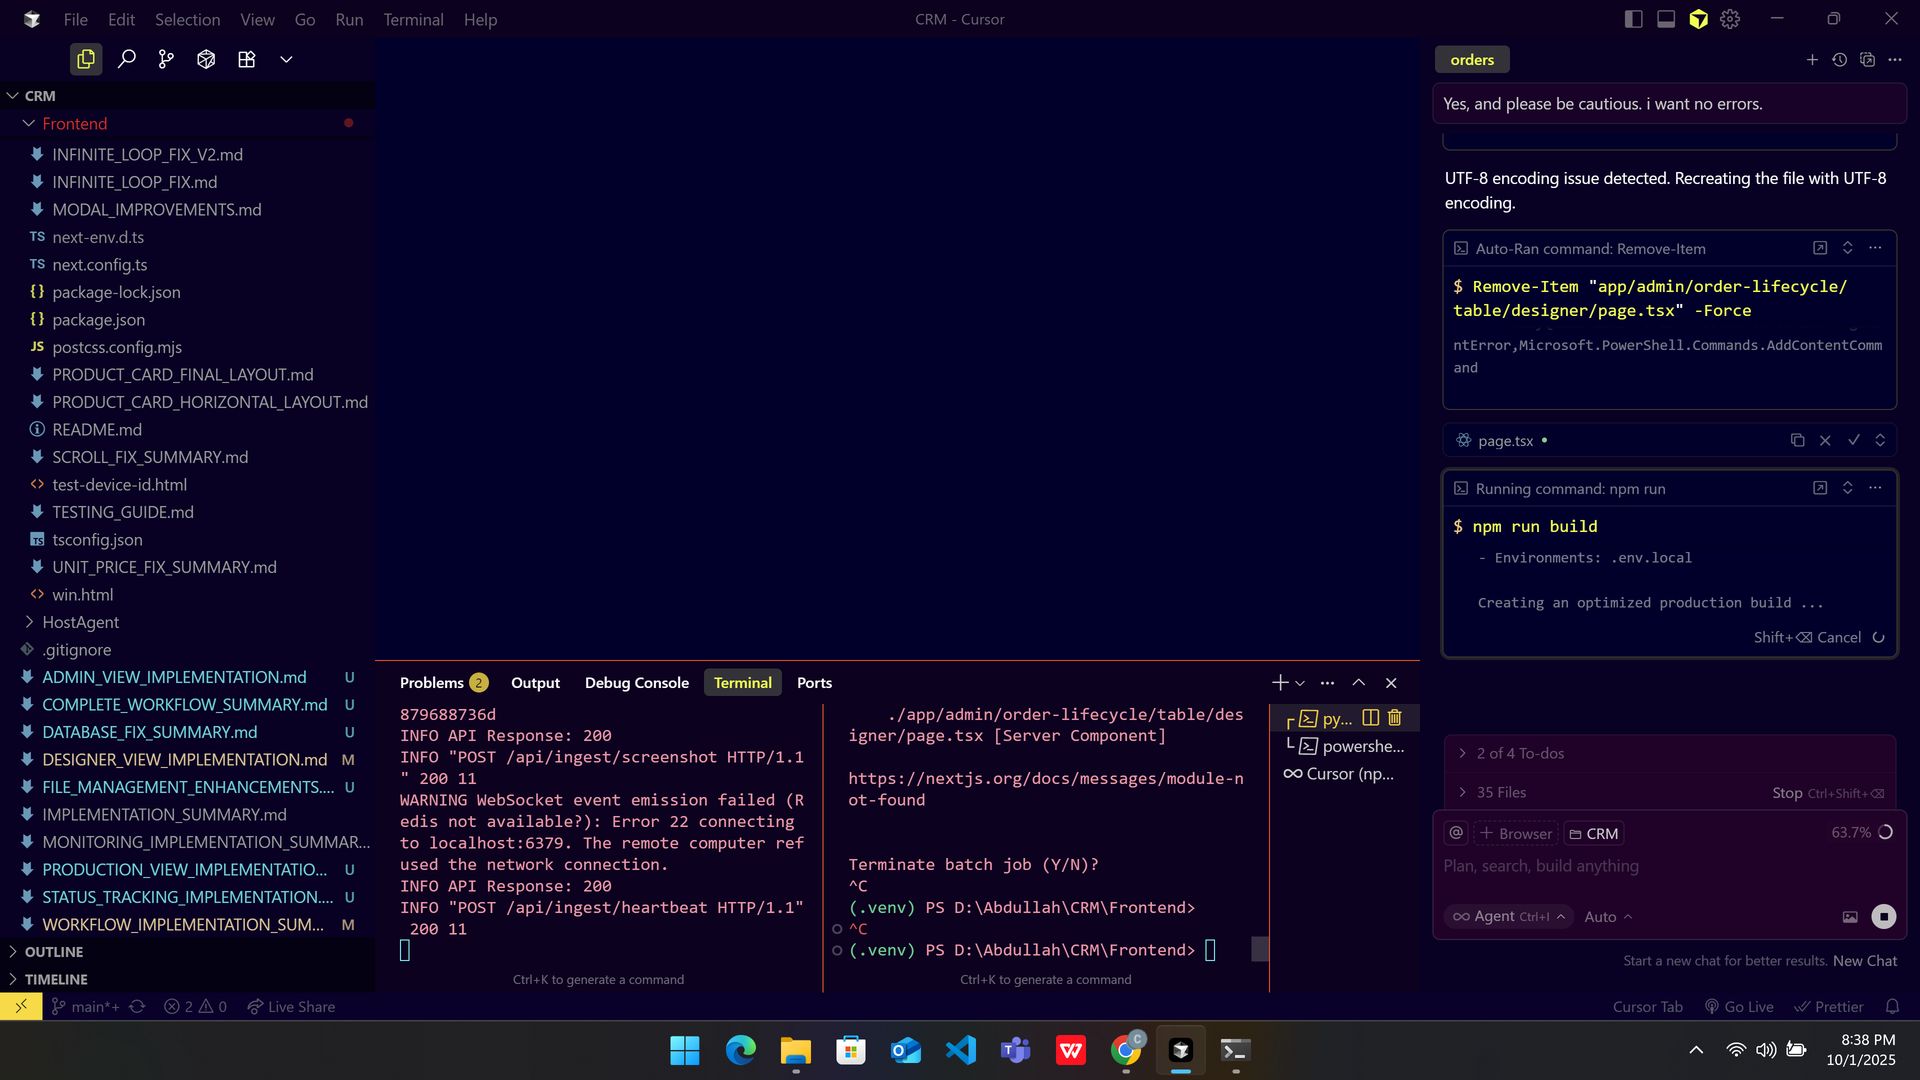 File Edit Selection View Go Run Terminal Help
CRM - Cursor
CRM
Frontend
INFINITE_LOOP_FIX_V2.md
INFINITE_LOOP_FIX.md
MODAL_IMPROVEMENTS.md
TS next-env.d.ts
TS next.config.ts
{} package-lock.json
{} package.json
JS postcss.config.mjs
PRODUCT_CARD_FINAL_LAYOUT.md
PRODUCT_CARD_HORIZONTAL_LAYOUT.md
README.md
SCROLL_FIX_SUMMARY.md
<> test-device-id.html
TESTING_GUIDE.md
TS tsconfig.json
UNIT_PRICE_FIX_SUMMARY.md
<> win.html
HostAgent
.gitignore
ADMIN_VIEW_IMPLEMENTATION.md U
COMPLETE_WORKFLOW_SUMMARY.md U
DATABASE_FIX_SUMMARY.md U
DESIGNER_VIEW_IMPLEMENTATION.md M
FILE_MANAGEMENT_ENHANCEMENTS.... U
IMPLEMENTATION_SUMMARY.md
MONITORING_IMPLEMENTATION_SUMMAR...
PRODUCTION_VIEW_IMPLEMENTATIO... U
STATUS_TRACKING_IMPLEMENTATION.... U
WORKFLOW_IMPLEMENTATION_SUM... M
OUTLINE
TIMELINE
Problems 2 Output Debug Console Terminal Ports
879688736d
INFO API Response: 200
INFO "POST /api/ingest/screenshot HTTP/1.1
" 200 11
WARNING WebSocket event emission failed (R
edis not available?): Error 22 connecting
to localhost:6379. The remote computer ref
used the network connection.
INFO API Response: 200
INFO "POST /api/ingest/heartbeat HTTP/1.1"
200 11
Ctrl+K to generate a command
./app/admin/order-lifecycle/table/des
igner/page.tsx [Server Component]
https://nextjs.org/docs/messages/module-n
ot-found
Terminate batch job (Y/N)?
^C
(.venv) PS D:\Abdullah\CRM\Frontend>
^C
(.venv) PS D:\Abdullah\CRM\Frontend>
Ctrl+K to generate a command
py...
powershe...
Cursor (np...
orders
Yes, and please be cautious. i want no errors.
UTF-8 encoding issue detected. Recreating the file with UTF-8
encoding.
Auto-Ran command: Remove-Item
$ Remove-Item "app/admin/order-lifecycle/
table/designer/page.tsx" -Force
ntError,Microsoft.PowerShell.Commands.AddContentComm
and
page.tsx •
Running command: npm run
$ npm run build
- Environments: .env.local
Creating an optimized production build ...
Shift+⌫ Cancel
2 of 4 To-dos
35 Files
Stop Ctrl+Shift+⌫
@ + Browser CRM 63.7%
Plan, search, build anything
Agent Ctrl+I Auto
Start a new chat for better results. New Chat
main*+ 2 0 Live Share
Cursor Tab Go Live Prettier
8:38 PM
10/1/2025